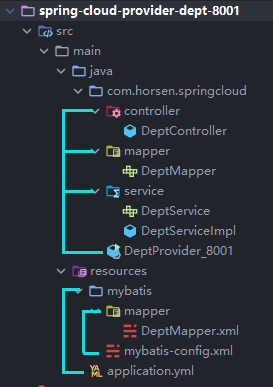 spring-cloud-provider-dept-8001
src
main
java
com.horsen.springcloud
controller
DeptController
mapper
DeptMapper
service
DeptService
DeptServiceImpl
DeptProvider_8001
resources
mybatis
mapper
DeptMapper.xml
mybatis-config.xml
application.yml